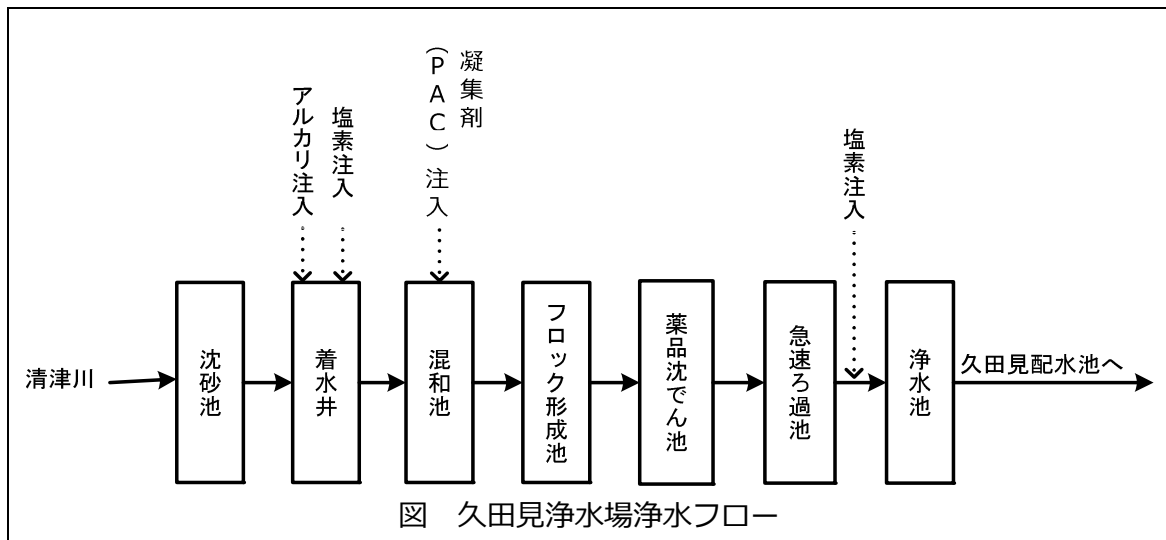 アルカリ注入
塩素注入
凝集剤
（PAC）注入
塩素注入
清津川
沈砂池
着水井
混和池
フロック形成池
薬品沈でん池
急速ろ過池
浄水池
久田見配水池へ
図　久田見浄水場浄水フロー